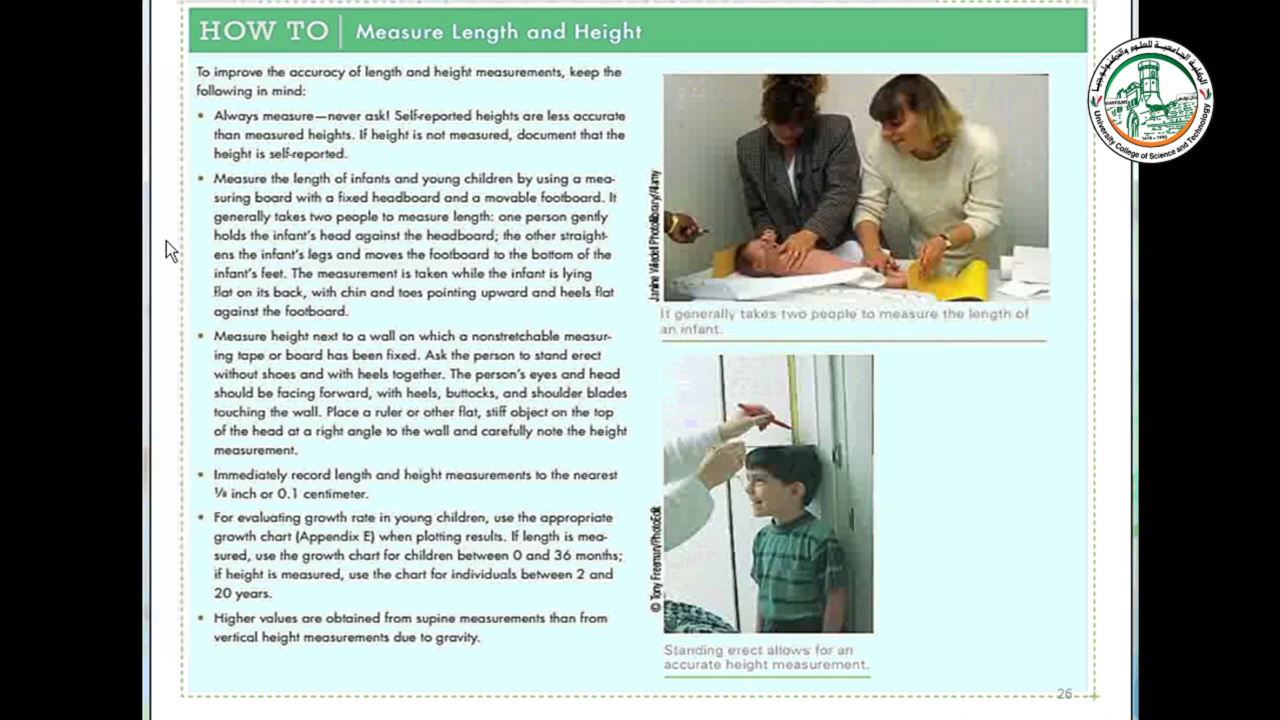 HOW TO | Measure Length and Height
To improve the accuracy of length and height measurements, keep the
following in mind:
• Always measure—never ask! Self-reported heights are less accurate
than measured heights. If height is not measured, document that the
height is self-reported.
• Measure the length of infants and young children by using a mea-
suring board with a fixed headboard and a movable footboard. It
generally takes two people to measure length: one person gently
holds the infant's head against the headboard; the other straight-
ens the infant's legs and moves the footboard to the bottom of the
infant's feet. The measurement is taken while the infant is lying
flat on its back, with chin and toes pointing upward and heels flat
against the footboard.
• Measure height next to a wall on which a nonstretchable measur-
ing tape or board has been fixed. Ask the person to stand erect
without shoes and with heels together. The person's eyes and head
should be facing forward, with heels, buttocks, and shoulder blades
touching the wall. Place a ruler or other flat, stiff object on the top
of the head at a right angle to the wall and carefully note the height
measurement.
• Immediately record length and height measurements to the nearest
⅛ inch or 0.1 centimeter.
• For evaluating growth rate in young children, use the appropriate
growth chart (Appendix E) when plotting results. If length is mea-
sured, use the growth chart for children between 0 and 36 months;
if height is measured, use the chart for individuals between 2 and
20 years.
• Higher values are obtained from supine measurements than from
vertical height measurements due to gravity.
It generally takes two people to measure the length of
an infant.
© Tony Freeman/PhotoEdit
Standing erect allows for an
accurate height measurement.
26
الكلية الجامعية للعلوم والتكنولوجيا
University College of Science and Technology